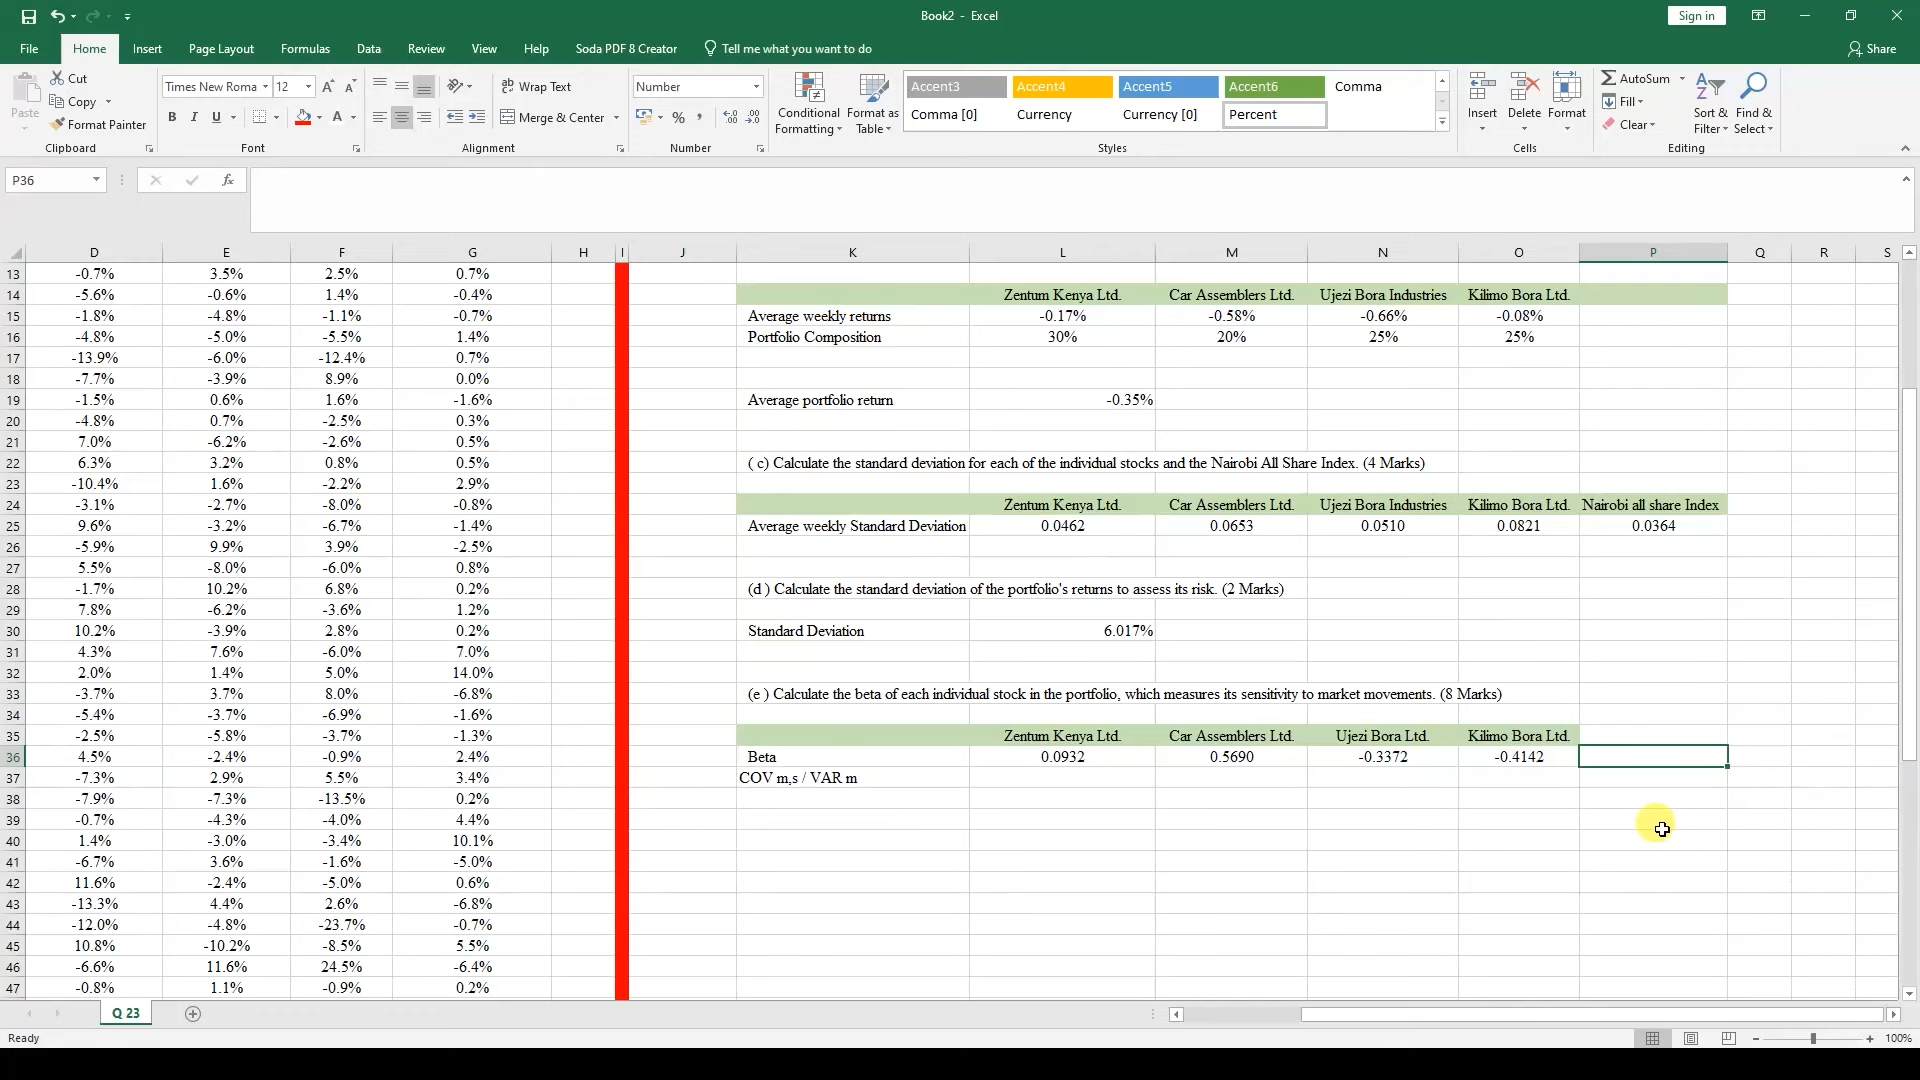 Book2 - Excel
Sign in
File Home Insert Page Layout Formulas Data Review View Help Soda PDF 8 Creator Tell me what you want to do Share
Paste
Cut
Copy
Format Painter
Clipboard
Times New Roma 12
B I U
Font
Wrap Text
Merge & Center
Alignment
Number
Number
Conditional Formatting
Format as Table
Accent3 Accent4 Accent5 Accent6 Comma
Comma [0] Currency Currency [0] Percent
Styles
Insert Delete Format
Cells
AutoSum
Fill
Clear
Sort & Filter
Find & Select
Editing
P36
fx
D E F G H I J K L M N O P Q R S
13 -0.7% 3.5% 2.5% 0.7%
14 -5.6% -0.6% 1.4% -0.4% Zentum Kenya Ltd. Car Assemblers Ltd. Ujezi Bora Industries Kilimo Bora Ltd.
15 -1.8% -4.8% -1.1% -0.7% Average weekly returns -0.17% -0.58% -0.66% -0.08%
16 -4.8% -5.0% -5.5% 1.4% Portfolio Composition 30% 20% 25% 25%
17 -13.9% -6.0% -12.4% 0.7%
18 -7.7% -3.9% 8.9% 0.0%
19 -1.5% 0.6% 1.6% -1.6% Average portfolio return -0.35%
20 -4.8% 0.7% -2.5% 0.3%
21 7.0% -6.2% -2.6% 0.5%
22 6.3% 3.2% 0.8% 0.5% ( c) Calculate the standard deviation for each of the individual stocks and the Nairobi All Share Index. (4 Marks)
23 -10.4% 1.6% -2.2% 2.9%
24 -3.1% -2.7% -8.0% -0.8% Zentum Kenya Ltd. Car Assemblers Ltd. Ujezi Bora Industries Kilimo Bora Ltd. Nairobi all share Index
25 9.6% -3.2% -6.7% -1.4% Average weekly Standard Deviation 0.0462 0.0653 0.0510 0.0821 0.0364
26 -5.9% 9.9% 3.9% -2.5%
27 5.5% -8.0% -6.0% 0.8%
28 -1.7% 10.2% 6.8% 0.2% (d ) Calculate the standard deviation of the portfolio's returns to assess its risk. (2 Marks)
29 7.8% -6.2% -3.6% 1.2%
30 10.2% -3.9% 2.8% 0.2% Standard Deviation 6.017%
31 4.3% 7.6% -6.0% 7.0%
32 2.0% 1.4% 5.0% 14.0%
33 -3.7% 3.7% 8.0% -6.8% (e ) Calculate the beta of each individual stock in the portfolio, which measures its sensitivity to market movements. (8 Marks)
34 -5.4% -3.7% -6.9% -1.6%
35 -2.5% -5.8% -3.7% -1.3% Zentum Kenya Ltd. Car Assemblers Ltd. Ujezi Bora Ltd. Kilimo Bora Ltd.
36 4.5% -2.4% -0.9% 2.4% Beta 0.0932 0.5690 -0.3372 -0.4142
37 -7.3% 2.9% 5.5% 3.4% COV m,s / VAR m
38 -7.9% -7.3% -13.5% 0.2%
39 -0.7% -4.3% -4.0% 4.4%
40 1.4% -3.0% -3.4% 10.1%
41 -6.7% 3.6% -1.6% -5.0%
42 11.6% -2.4% -5.0% 0.6%
43 -13.3% 4.4% 2.6% -6.8%
44 -12.0% -4.8% -23.7% -0.7%
45 10.8% -10.2% -8.5% 5.5%
46 -6.6% 11.6% 24.5% -6.4%
47 -0.8% 1.1% -0.9% 0.2%
Q 23
Ready
100%